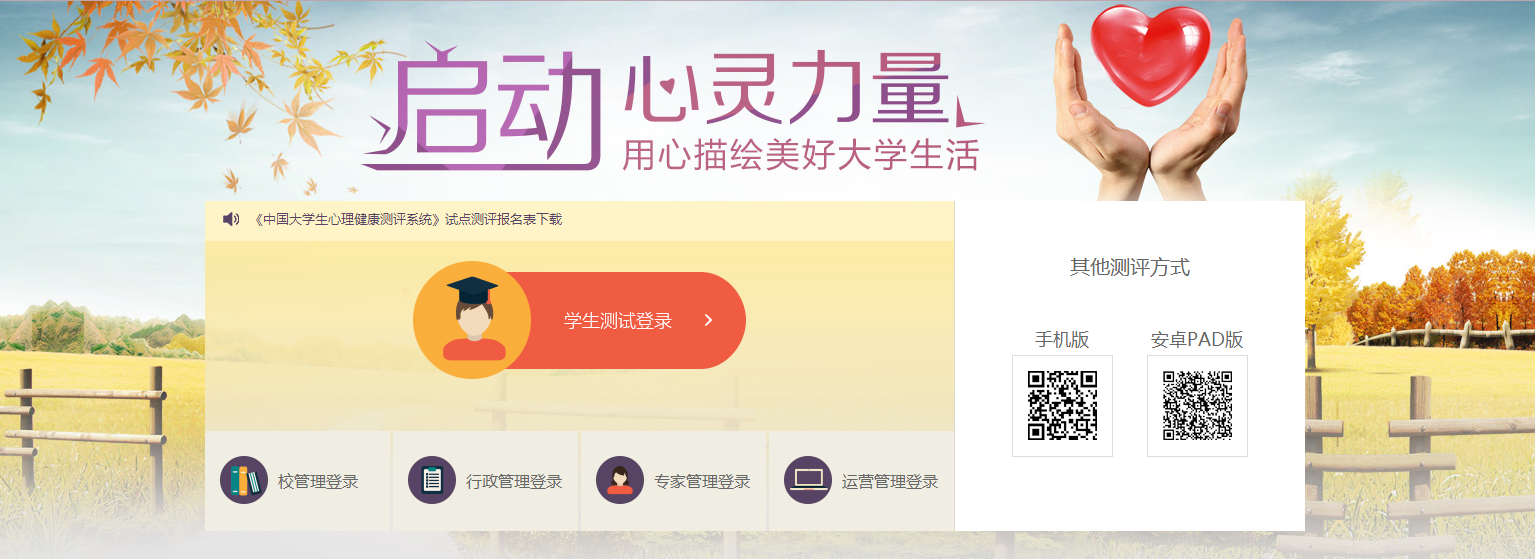 启动 心灵力量
用心描绘美好大学生活
《中国大学生心理健康测评系统》试点测评报名表下载
学生测试登录
校管理登录
行政管理登录
专家管理登录
运营管理登录
其他测评方式
手机版
安卓PAD版